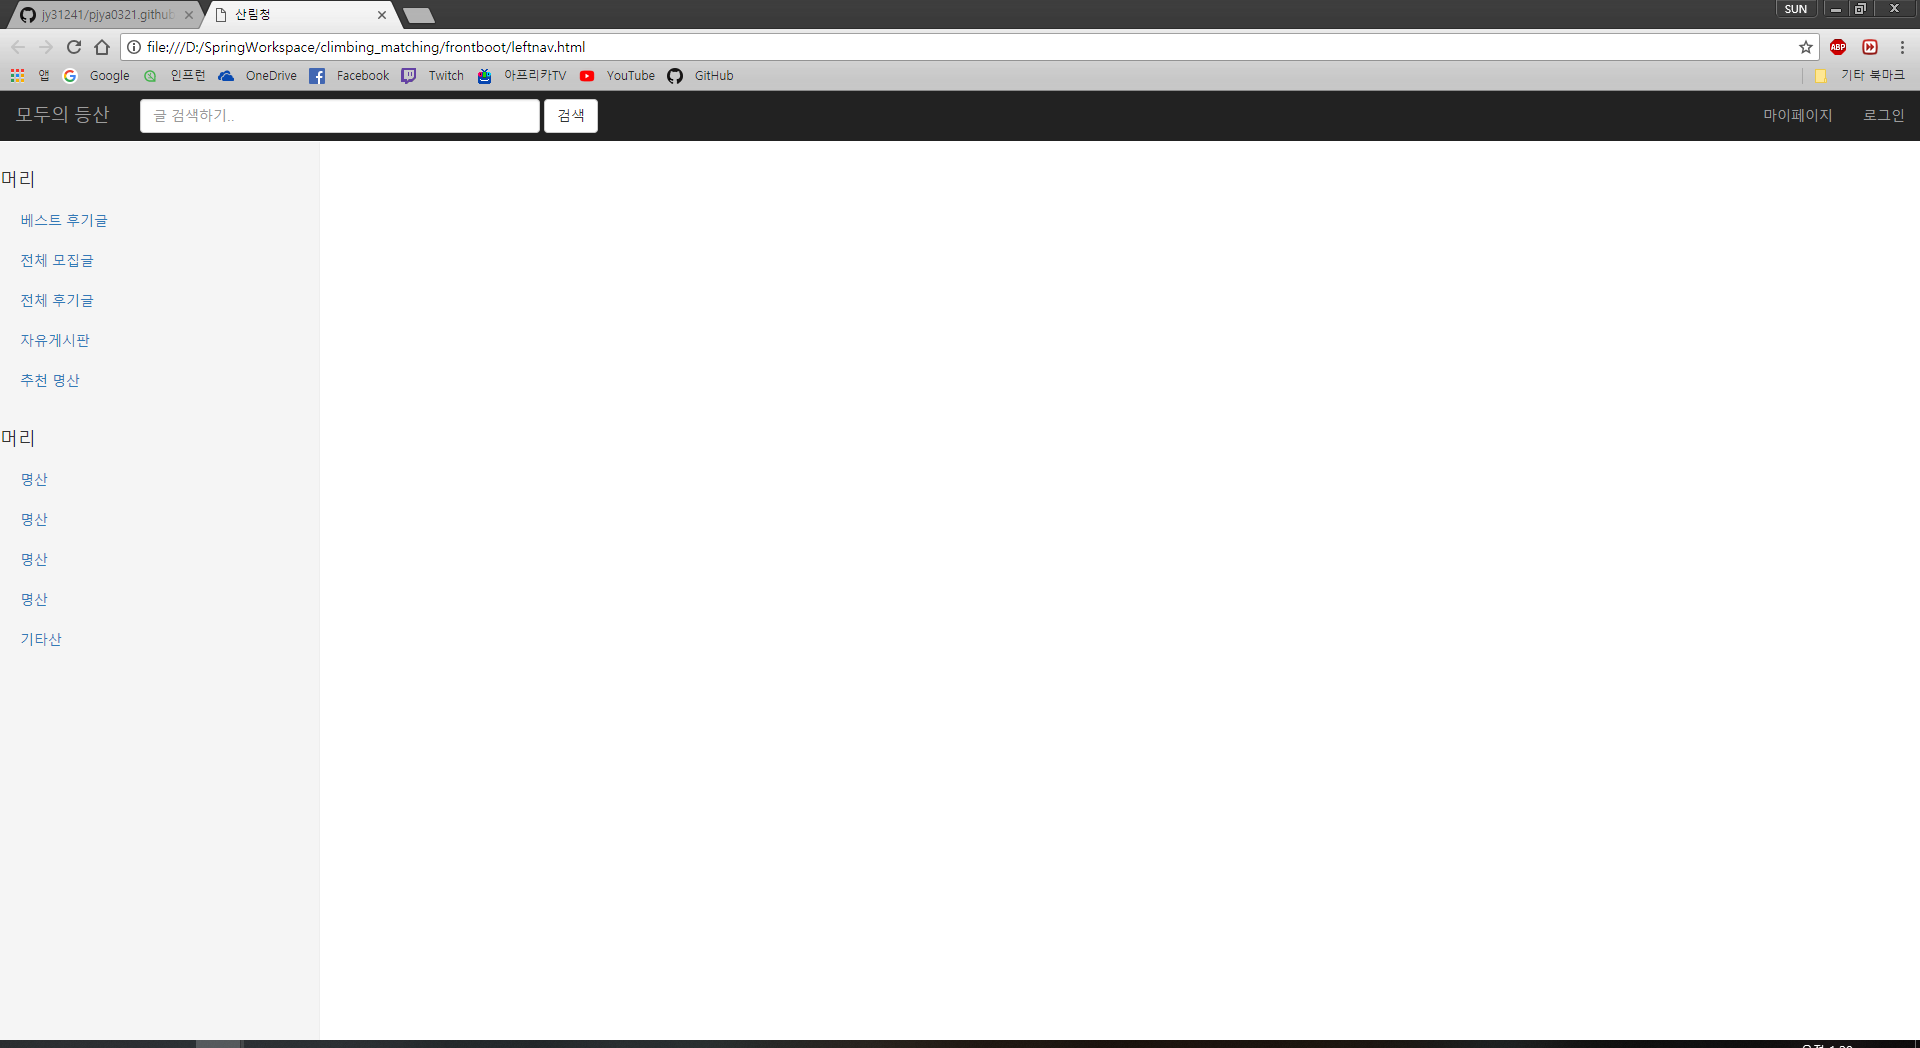 jy31241/pjya0321.github
산림청
SUN
file:///D:/SpringWorkspace/climbing_matching/frontboot/leftnav.html
ABP
앱 Google 인프런 OneDrive Facebook Twitch 아프리카TV YouTube GitHub 기타 북마크
모두의 등산 글 검색하기.. 검색 마이페이지 로그인
머리
베스트 후기글
전체 모집글
전체 후기글
자유게시판
추천 명산
머리
명산
명산
명산
명산
기타산